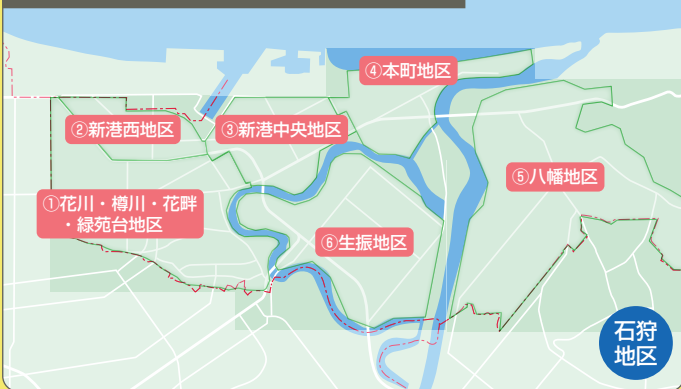 ④本町地区
②新港西地区
③新港中央地区
⑤八幡地区
①花川・樽川・花畔
・緑苑台地区
⑥生振地区
石狩
地区